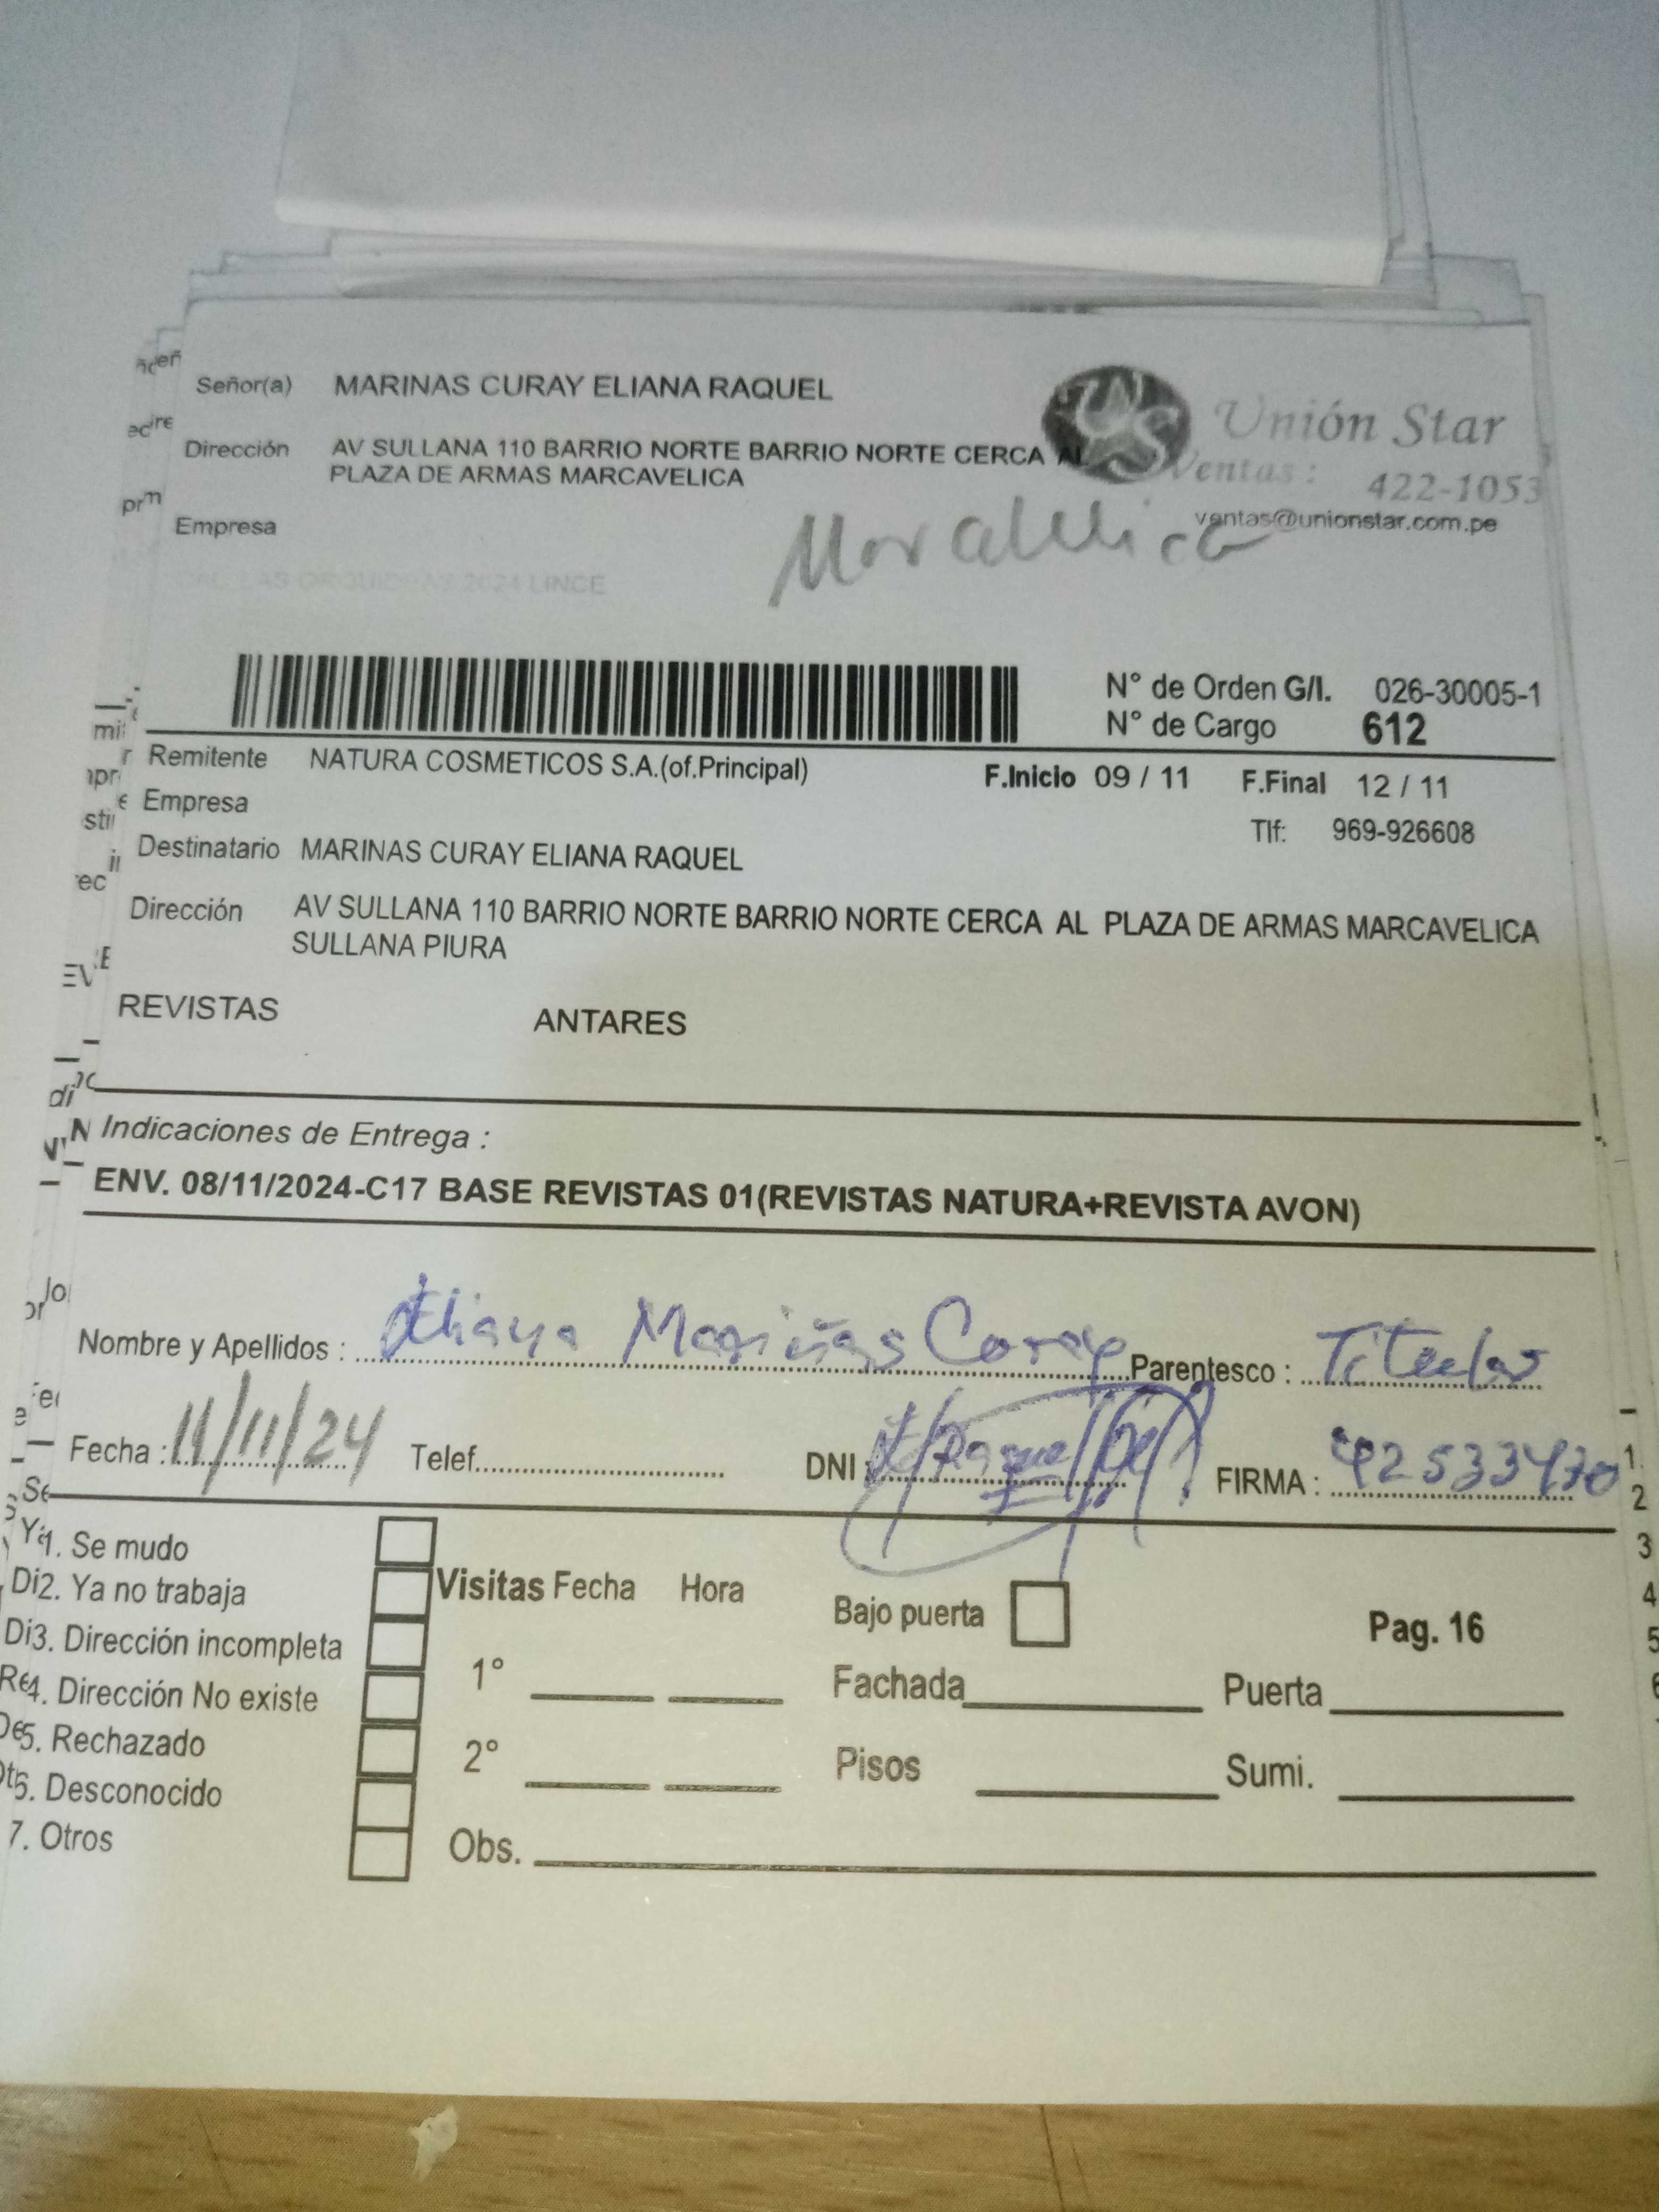 Señor(a) MARINAS CURAY ELIANA RAQUEL
Unión Star
Dirección AV SULLANA 110 BARRIO NORTE BARRIO NORTE CERCA AL
PLAZA DE ARMAS MARCAVELICA
Ventas: 422-1053
ventas@unionstar.com.pe
Empresa
2024 LINCE
N° de Orden G/I. 026-30005-1
N° de Cargo 612
Remitente NATURA COSMETICOS S.A.(of.Principal) F.Inicio 09 / 11 F.Final 12 / 11
Empresa
Tlf: 969-926608
Destinatario MARINAS CURAY ELIANA RAQUEL
Dirección AV SULLANA 110 BARRIO NORTE BARRIO NORTE CERCA AL PLAZA DE ARMAS MARCAVELICA
SULLANA PIURA
REVISTAS ANTARES
Indicaciones de Entrega :
ENV. 08/11/2024-C17 BASE REVISTAS 01(REVISTAS NATURA+REVISTA AVON)
Nombre y Apellidos : Eliana Mariñas Coray Parentesco : Titular
Fecha : 11/11/24 Telef. DNI : FIRMA :
1. Se mudo
2. Ya no trabaja
3. Dirección incompleta
4. Dirección No existe
5. Rechazado
6. Desconocido
7. Otros
Visitas Fecha Hora
1°
2°
Obs.
Bajo puerta Pag. 16
Fachada Puerta
Pisos Sumi.